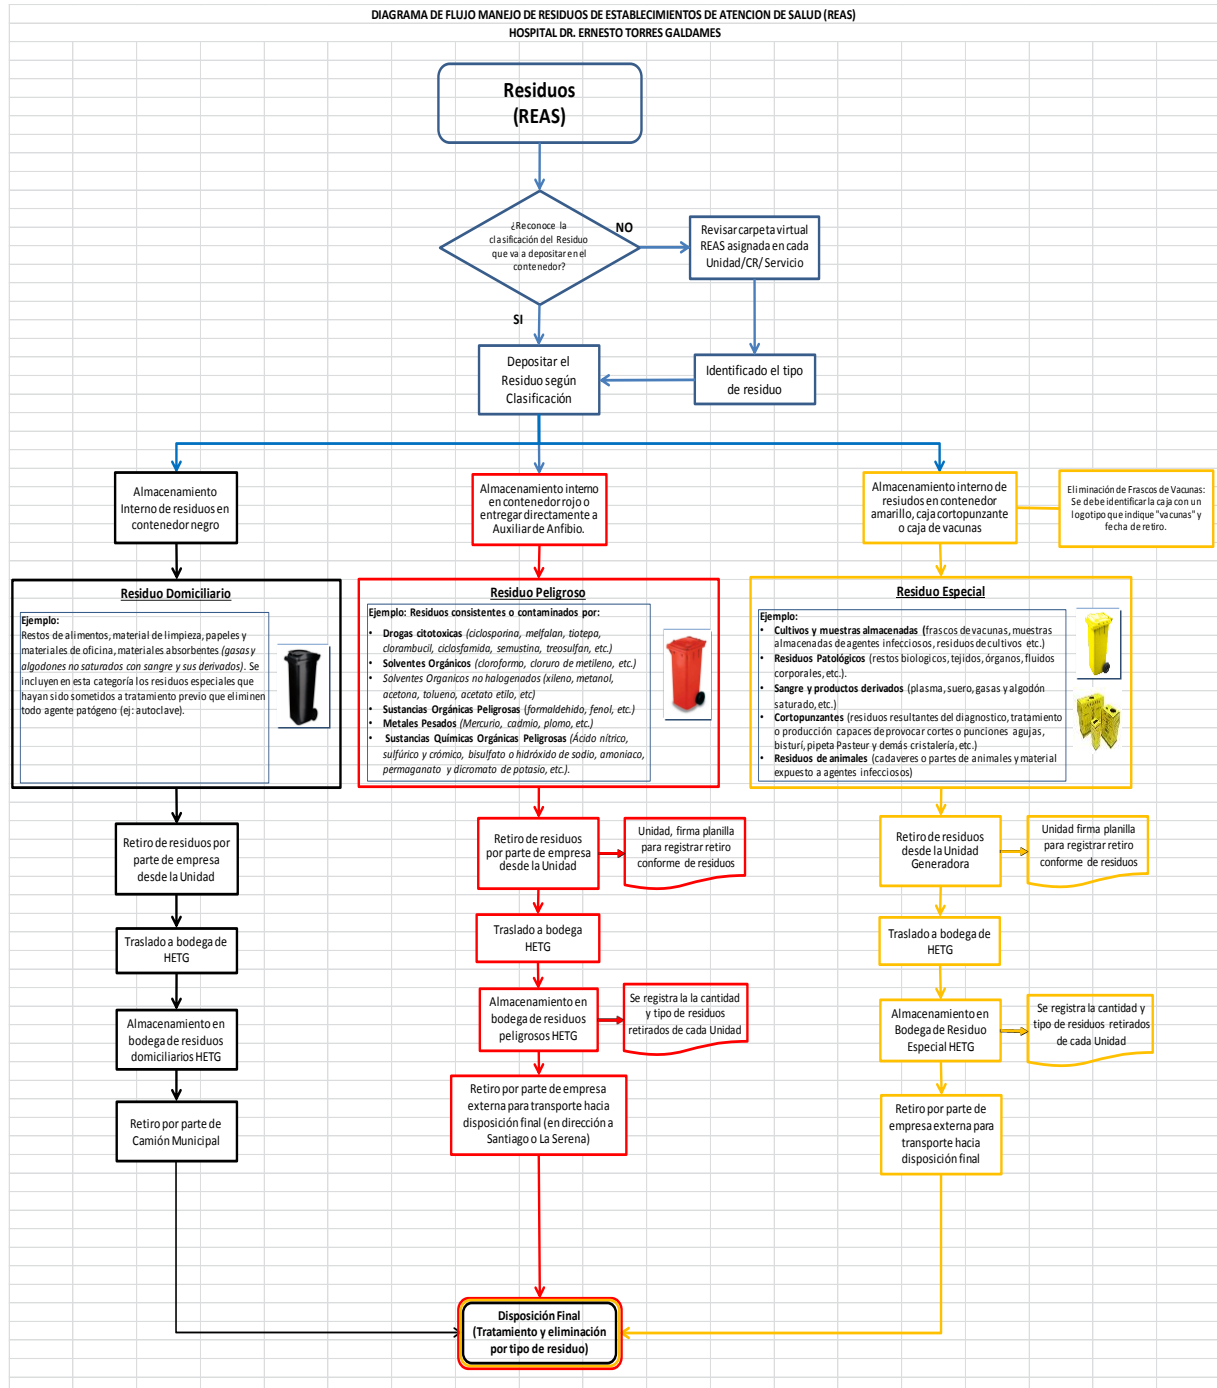 DIAGRAMA DE FLUJO MANEJO DE RESIDUOS DE ESTABLECIMIENTOS DE ATENCION DE SALUD (REAS)
HOSPITAL DR. ERNESTO TORRES GALDAMES
Residuos
(REAS)
¿Reconoce la
clasificación del Residuo
que va a depositar en el
contenedor?
NO
Revisar carpeta virtual
REAS asignada en cada
Unidad/CR/ Servicio
SI
Depositar el
Residuo según
Clasificación
Identificado el tipo
de residuo
Almacenamiento
Interno de residuos en
contenedor negro
Almacenamiento interno
en contenedor rojo o
entregar directamente a
Auxiliar de Anfibio.
Almacenamiento interno de
resiudos en contenedor
amarillo, caja cortopunzante
o caja de vacunas
Eliminación de Frascos de Vacunas:
Se debe identificar la caja con un
logotipo que indique "vacunas" y
fecha de retiro.
Residuo Domiciliario
Ejemplo:
Restos de alimentos, material de limpieza, papeles y
materiales de oficina, materiales absorbentes (gasas y
algodones no saturados con sangre y sus derivados). Se
incluyen en esta categoría los residuos especiales que
hayan sido sometidos a tratamiento previo que eliminen
todo agente patógeno (ej: autoclave).
Residuo Peligroso
Ejemplo: Residuos consistentes o contaminados por:
• Drogas citotoxicas (ciclosporina, melfalan, tiotepa,
clorambucil, ciclosfamida, semustina, treosulfan, etc.)
• Solventes Orgánicos (cloroformo, cloruro de metileno, etc.)
• Solventes Organicos no halogenados (xileno, metanol,
acetona, tolueno, acetato etilo, etc)
• Sustancias Orgánicas Peligrosas (formaldehido, fenol, etc.)
• Metales Pesados (Mercurio, cadmio, plomo, etc.)
• Sustancias Químicas Orgánicas Peligrosas (Ácido nítrico,
sulfúrico y crómico, bisulfato o hidróxido de sodio, amoniaco,
permaganato y dicromato de potasio, etc.).
Residuo Especial
Ejemplo:
• Cultivos y muestras almacenadas (frascos de vacunas, muestras
almacenadas de agentes infecciosos, residuos de cultivos etc.)
• Residuos Patológicos (restos biologicos, tejidos, órganos, fluidos
corporales, etc.).
• Sangre y productos derivados (plasma, suero, gasas y algodón
saturado, etc.)
• Cortopunzantes (residuos resultantes del diagnostico, tratamiento
o producción capaces de provocar cortes o punciones agujas,
bisturí, pipeta Pasteur y demás cristalería, etc.)
• Residuos de animales (cadaveres o partes de animales y material
expuesto a agentes infecciosos)
Retiro de residuos por
parte de empresa
desde la Unidad
Retiro de residuos
por parte de empresa
desde la Unidad
Unidad, firma planilla
para registrar retiro
conforme de residuos
Retiro de residuos
desde la Unidad
Generadora
Unidad firma planilla
para registrar retiro
conforme de residuos
Traslado a bodega de
HETG
Traslado a bodega
HETG
Traslado a bodega de
HETG
Almacenamiento en
bodega de residuos
domiciliarios HETG
Almacenamiento en
bodega de residuos
peligrosos HETG
Se registra la la cantidad
y tipo de residuos
retirados de cada Unidad
Almacenamiento en
Bodega de Residuo
Especial HETG
Se registra la cantidad y
tipo de residuos retirados
de cada Unidad
Retiro por parte de
Camión Municipal
Retiro por parte de empresa
externa para transporte hacia
disposición final (en dirección a
Santiago o La Serena)
Retiro por parte de
empresa externa para
transporte hacia
disposición final
Disposición Final
(Tratamiento y eliminación
por tipo de residuo)